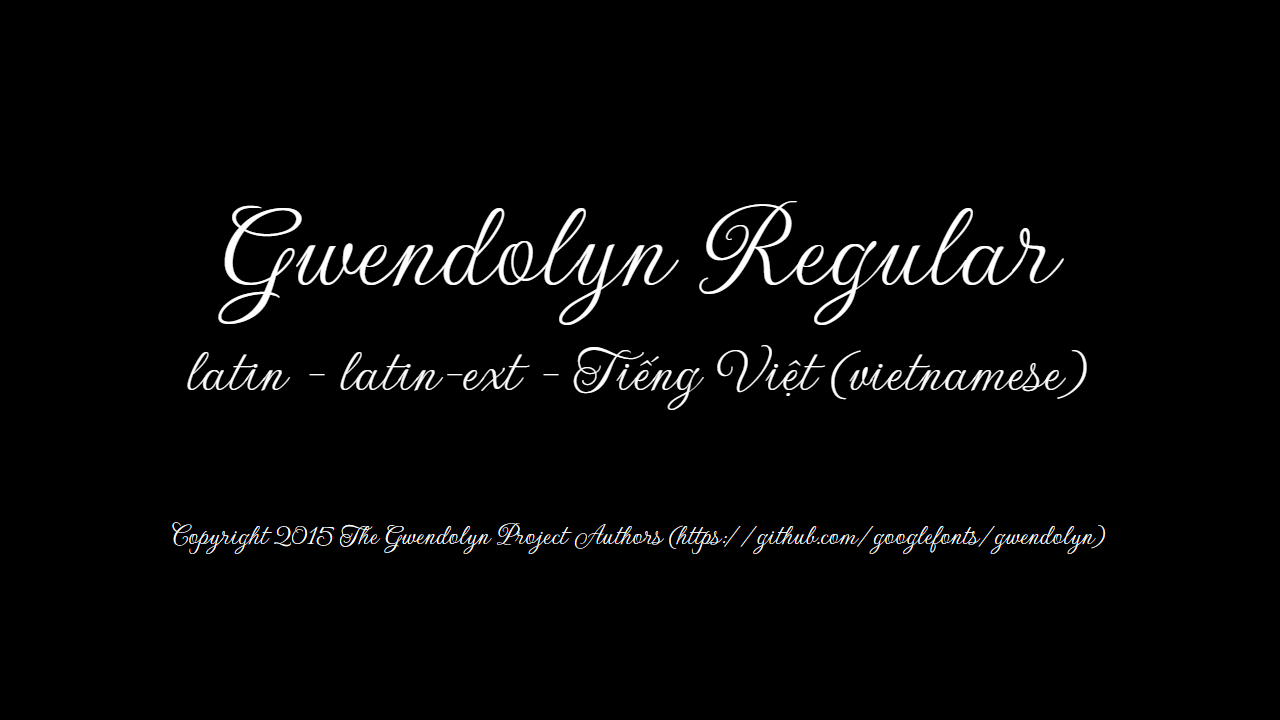 Gwendolyn Regular
latin - latin-ext - Tiếng Việt (vietnamese)
Copyright 2015 The Gwendolyn Project Authors (https://github.com/googlefonts/gwendolyn)